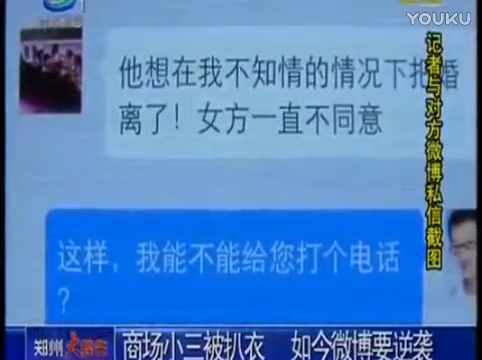 YOUKU
他想在我不知情的情况下把婚
离了！女方一直不同意
记者与对方微博私信截图
这样，我能不能给您打个电话
？
郑州大民生
商场小三被扒衣 如今微博要逆袭